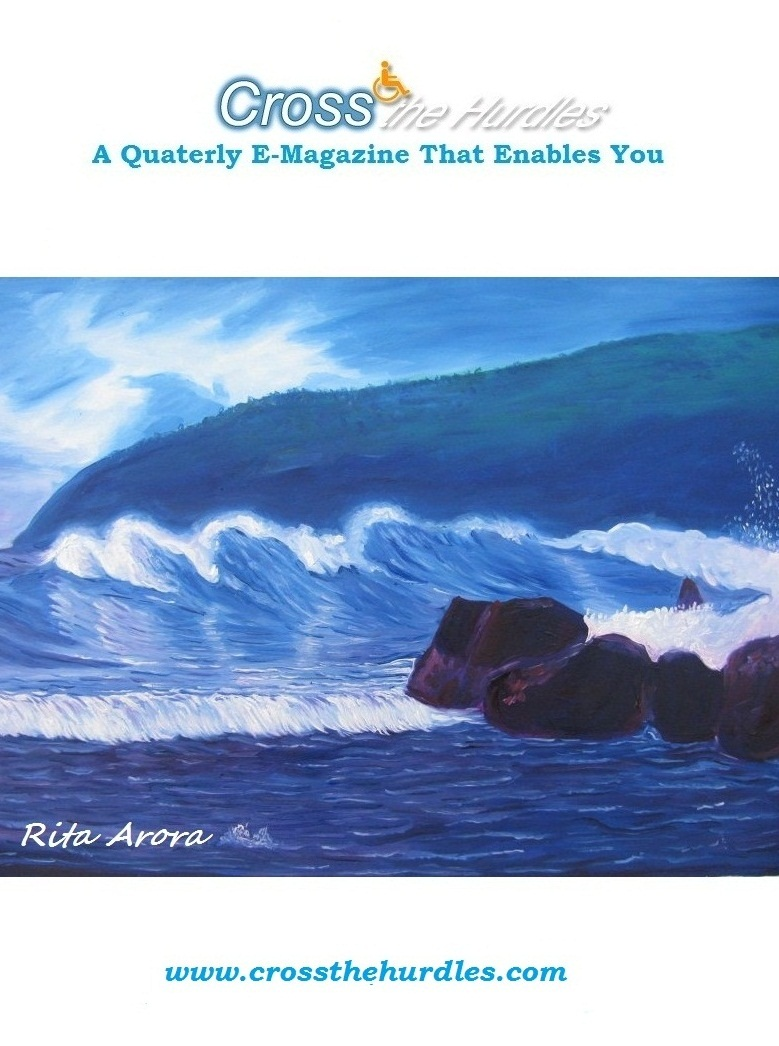 Cross the Hurdles
A Quaterly E-Magazine That Enables You
Rita Arora
www.crossthehurdles.com